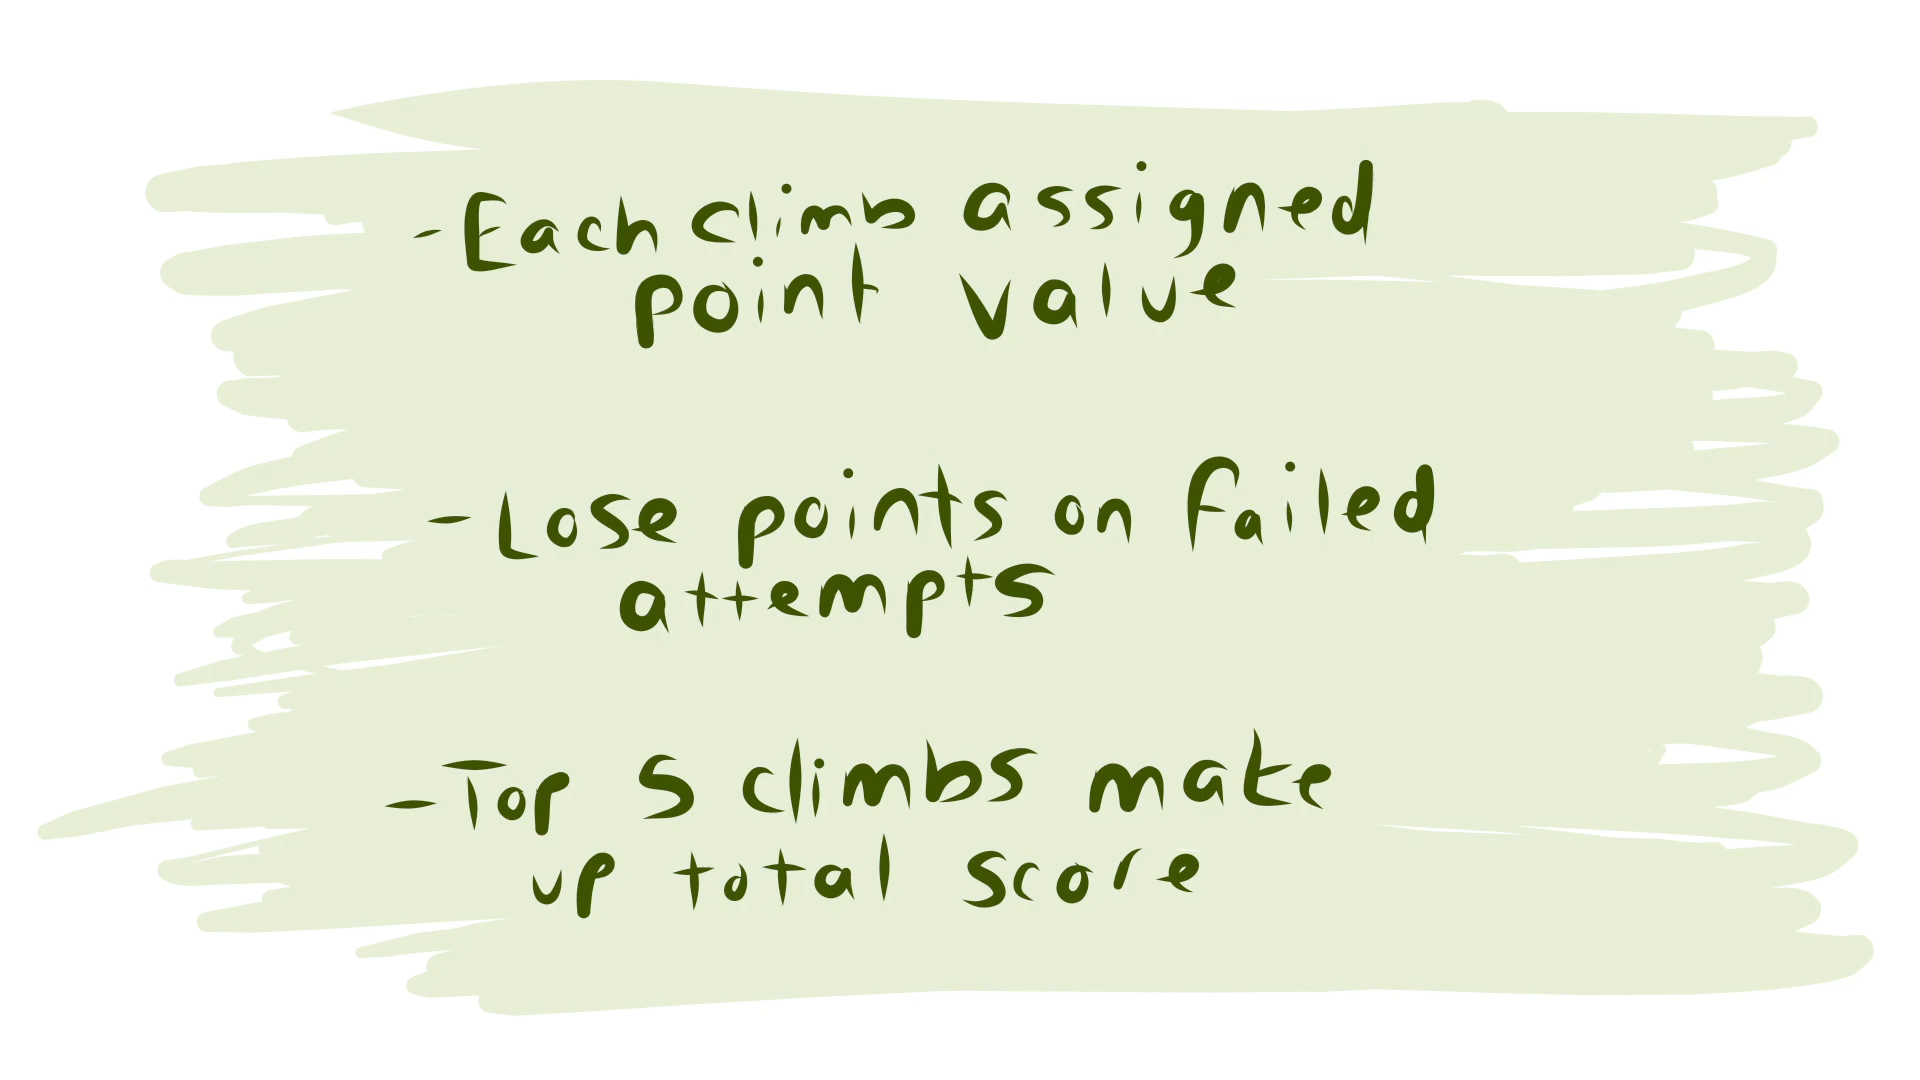 -Each climb assigned
point value
-Lose points on failed
attempts
-Top 5 climbs make
up total score